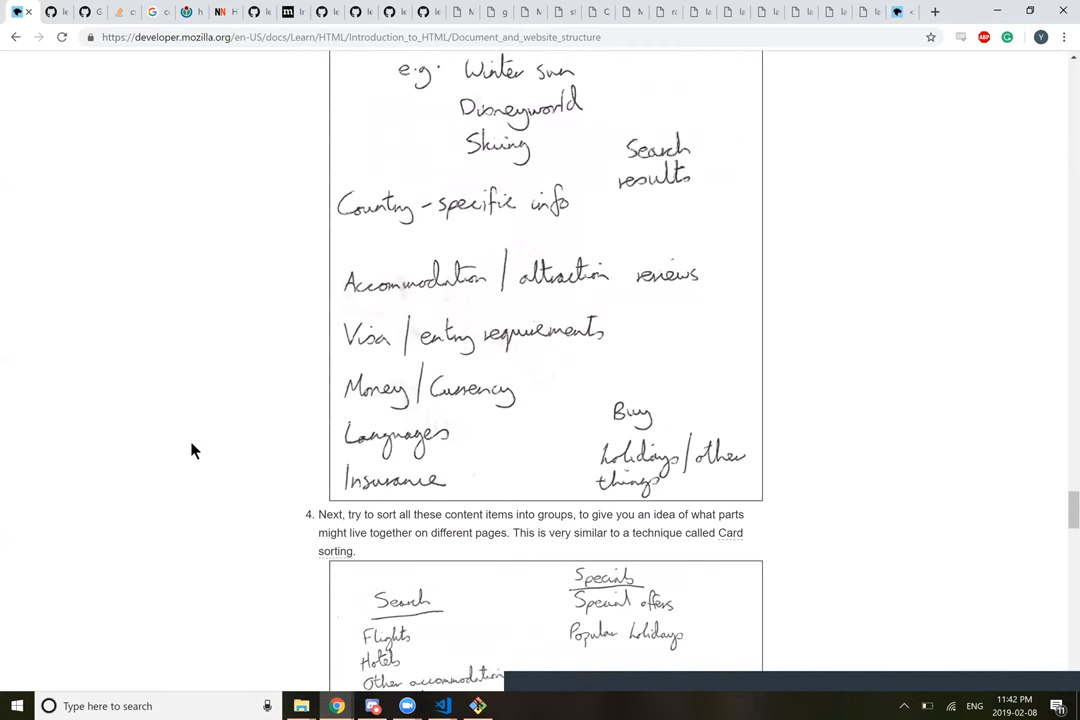 https://developer.mozilla.org/en-US/docs/Learn/HTML/Introduction_to_HTML/Document_and_website_structure
e.g. Winter sun
Disneyworld
Skiing
Search
results
Country-specific info
Accommodation / attraction reviews
Visa / entry requirements
Money / Currency
Languages
Insurance
Buy
holidays / other
things
4. Next, try to sort all these content items into groups, to give you an idea of what parts
might live together on different pages. This is very similar to a technique called Card
sorting.
Search
Flights
Hotels
Other accommodation
Specials
Special offers
Popular holidays
Type here to search
ENG
11:42 PM
2019-02-08